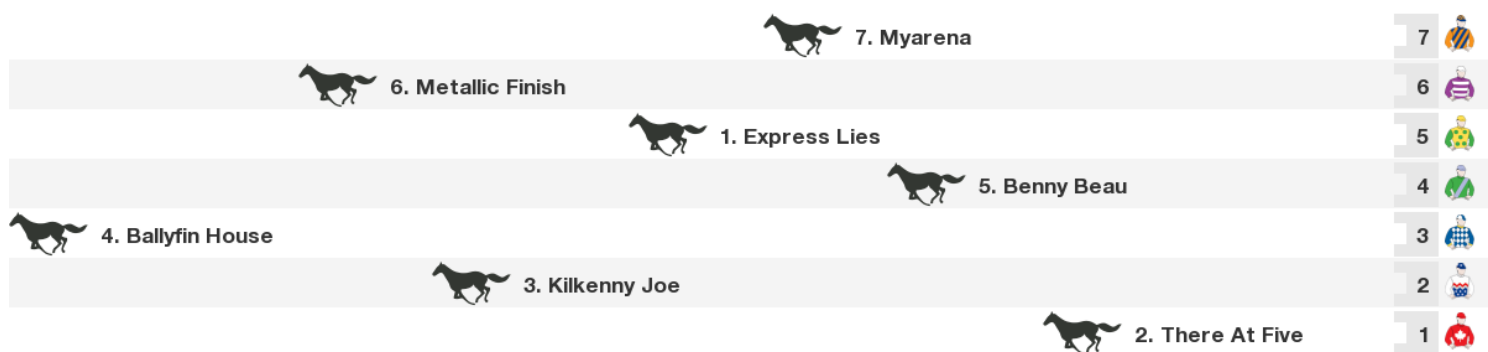 7. Myarena 7
6. Metallic Finish 6
1. Express Lies 5
5. Benny Beau 4
4. Ballyfin House 3
3. Kilkenny Joe 2
2. There At Five 1